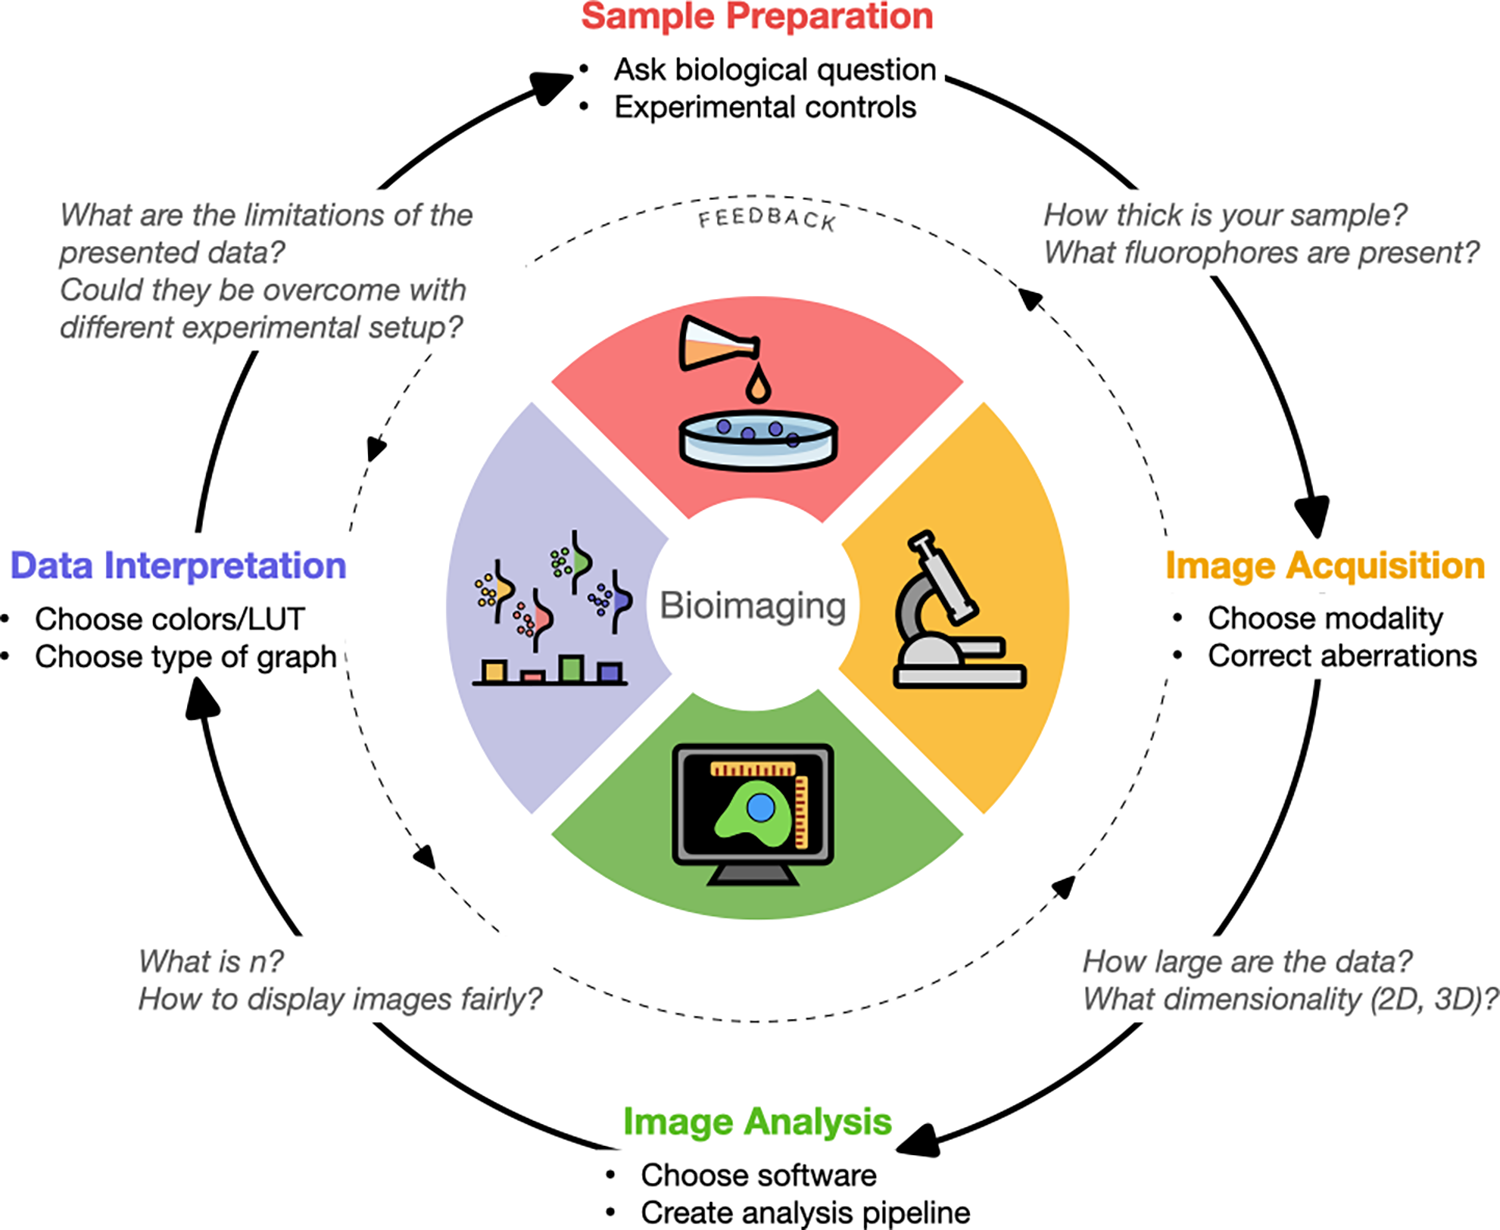 Sample Preparation
• Ask biological question
• Experimental controls
How thick is your sample?
What fluorophores are present?
Image Acquisition
• Choose modality
• Correct aberrations
How large are the data?
What dimensionality (2D, 3D)?
Image Analysis
• Choose software
• Create analysis pipeline
What is n?
How to display images fairly?
Data Interpretation
• Choose colors/LUT
• Choose type of graph
What are the limitations of the
presented data?
Could they be overcome with
different experimental setup?
FEEDBACK
Bioimaging